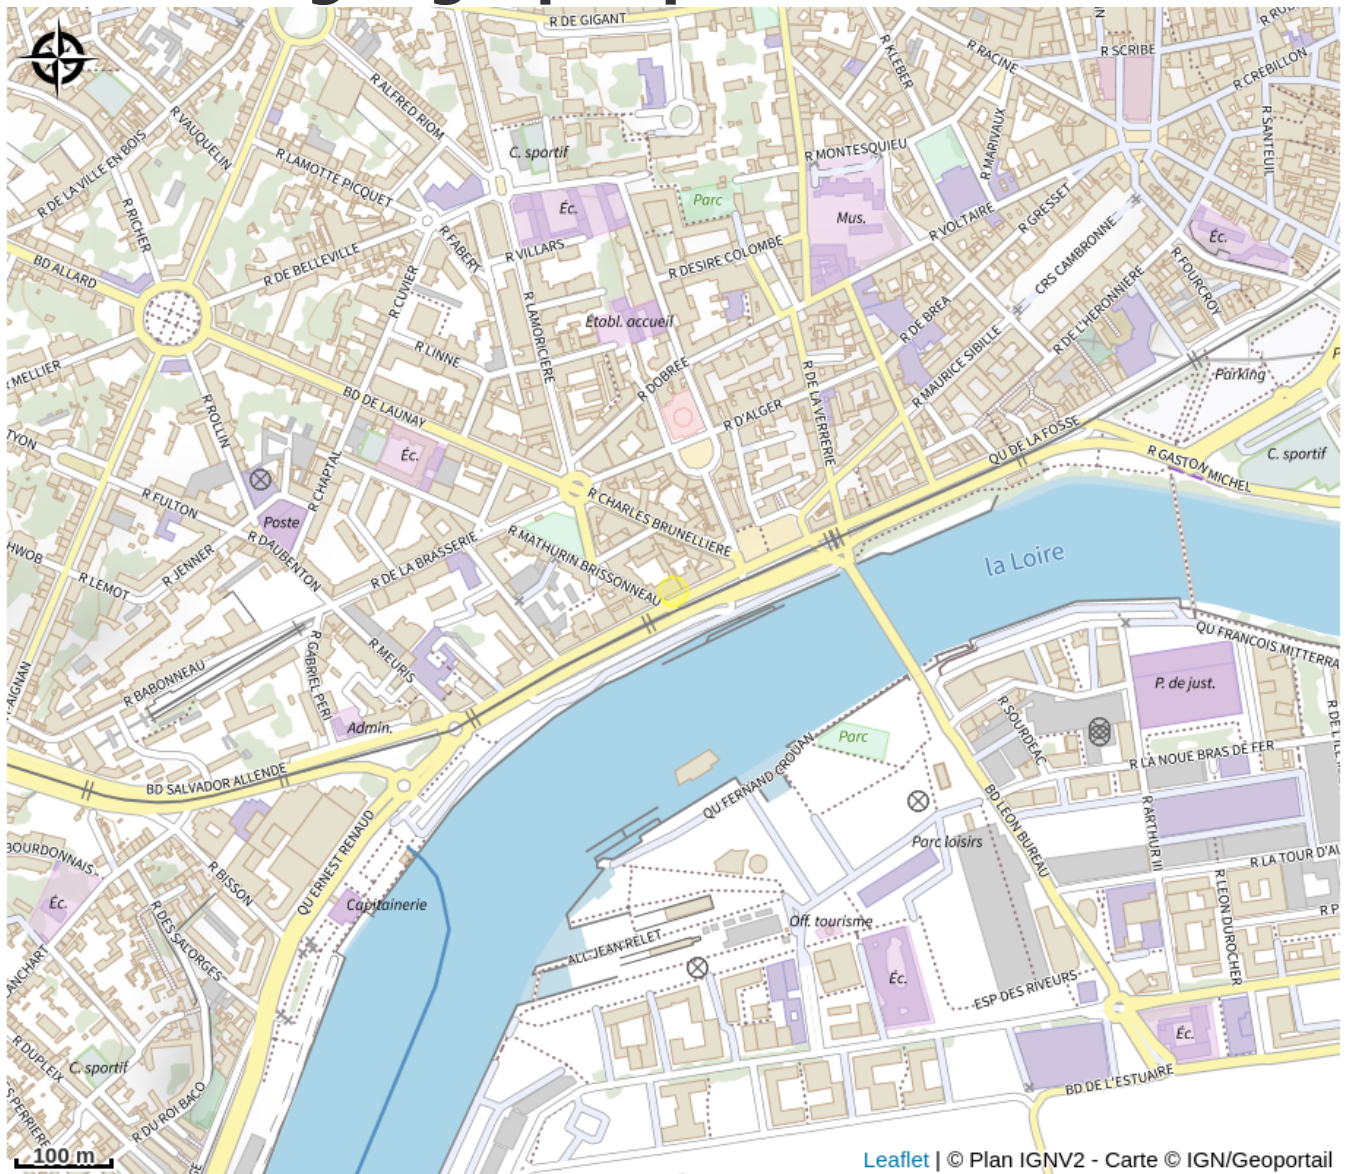 R DE GIGANT
R KLEBER
R RACINE
R SCRIBE
R CREBILLON
R ALFRED RIOM
R VAUQUELIN
C. sportif
R MONTESQUIEU
R MARIVAUX
R SANTEUIL
R DE LA VILLE EN BOIS
R LAMOTTE PICQUET
R RICHER
Éc.
Parc
Mus.
R VOLTAIRE
R GRESSET
Éc.
R FABERT
R VILLARS
R DESIRE COLOMBE
CRS CAMBRONNE
R FOURCROY
BD ALLARD
R DE BELLEVILLE
R CUVIER
R LAMORICIERE
Etabl. accueil
R DE BREA
R DE L'HERONNIERE
R LINNE
R DOBREE
R DE LA VERRERIE
R MAURICE SIBILLE
Parking
R MELLIER
BD DE LAUNAY
R ROLLIN
R D'ALGER
QU DE LA FOSSE
R GASTON MICHEL
C. sportif
TYON
Éc.
R CHAPTAL
R FULTON
Poste
R CHARLES BRUNELLIERE
R MATHURIN BRISSONNEAU
la Loire
HWOB
R LEMOT
R JENNER
R DAUBENTON
R DE LA BRASSERIE
QU FRANCOIS MITTERRA
R GABRIEL PERI
R MEURIS
R BABONNEAU
AIGNAN
P. de just.
Admin.
R SOURDEAC
Parc
QU FERNAND CROUAN
R LA NOUE BRAS DE FER
BD SALVADOR ALLENDE
QU ERNEST RENAUD
BD LEON BUREAU
R ARTHUR III
Parc loisirs
BOURDONNAIS
R BISSON
R LA TOUR D'AU
Éc.
Capitainerie
R DES SALORGES
Off. tourisme
R LEON DUROCHER
R P
ALL JEAN RELET
ANCHART
Éc.
ESP DES RIVEURS
Éc.
R DUPLEIX
C. sportif
R DU ROI BACO
BD DE L'ESTUAIRE
PERRIERE
100 m
Leaflet | © Plan IGNV2 - Carte © IGN/Geoportail